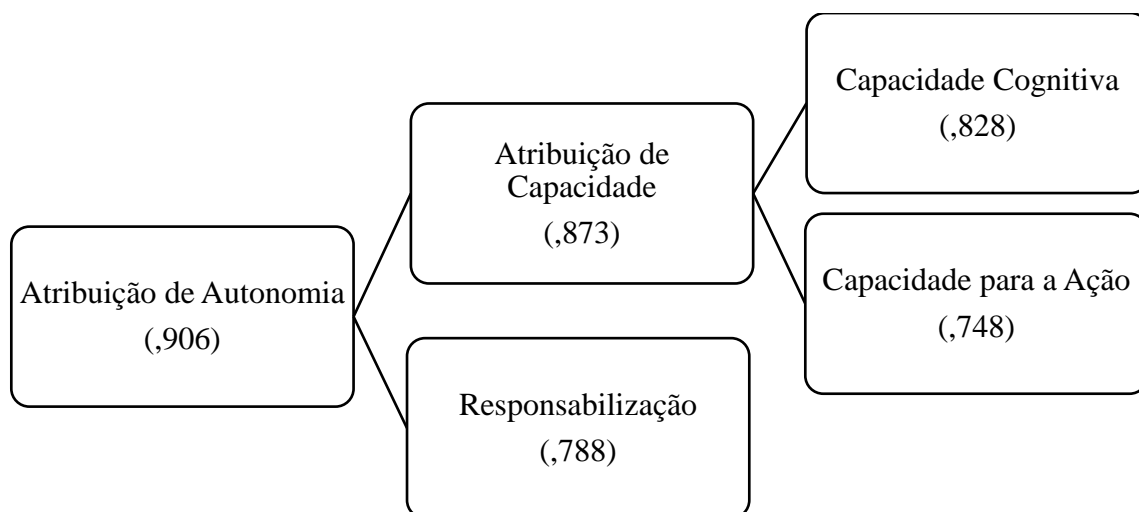 Atribuição de Autonomia
(,906)
Atribuição de
Capacidade
(,873)
Responsabilização
(,788)
Capacidade Cognitiva
(,828)
Capacidade para a Ação
(,748)